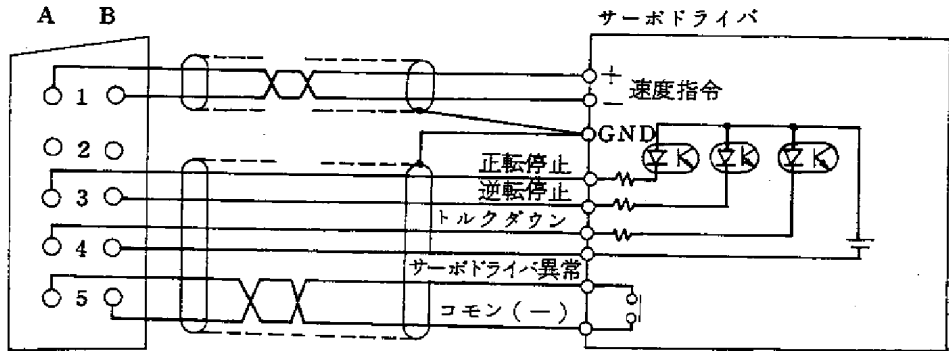 A B
サーボドライバ
1
+
速度指令
−
GND
2
正転停止
3
逆転停止
トルクダウン
4
サーボドライバ異常
5
コモン(−)